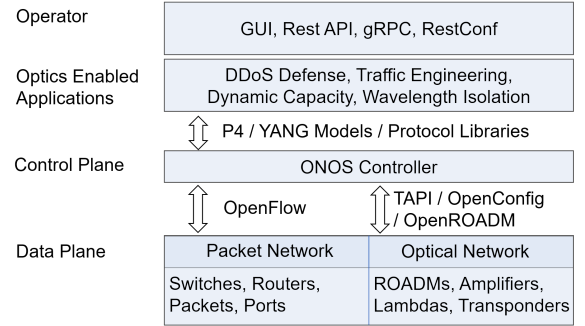 Operator
GUI, Rest API, gRPC, RestConf
Optics Enabled
Applications
DDoS Defense, Traffic Engineering,
Dynamic Capacity, Wavelength Isolation
P4 / YANG Models / Protocol Libraries
Control Plane
ONOS Controller
OpenFlow
TAPI / OpenConfig
/ OpenROADM
Data Plane
Packet Network
Optical Network
Switches, Routers,
Packets, Ports
ROADMs, Amplifiers,
Lambdas, Transponders